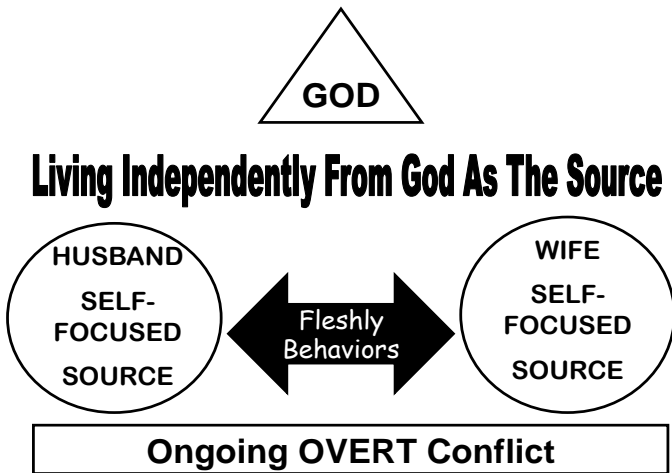 GOD
Living Independently From God As The Source
HUSBAND
SELF-
FOCUSED
SOURCE
Fleshly
Behaviors
WIFE
SELF-
FOCUSED
SOURCE
Ongoing OVERT Conflict